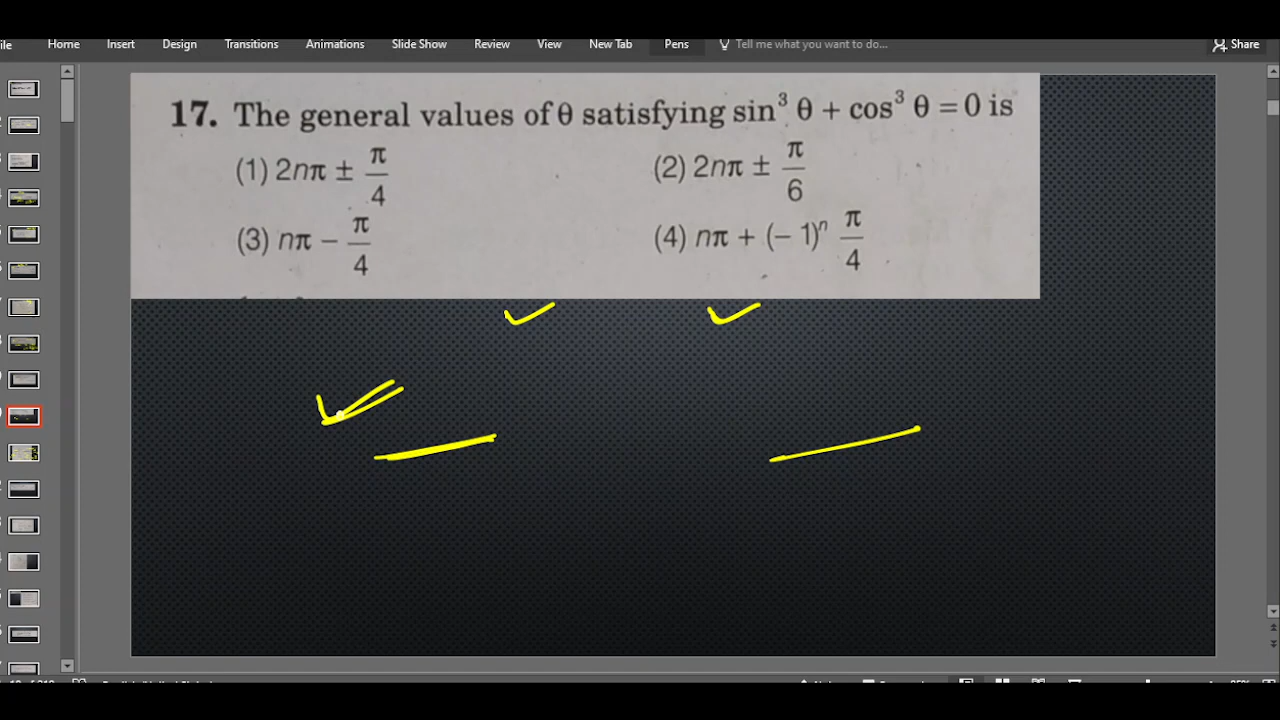 Home Insert Design Transitions Animations Slide Show Review View New Tab Pens Tell me what you want to do... Share
17. The general values of θ satisfying sin³ θ + cos³ θ = 0 is
(1) 2nπ ± π/4 (2) 2nπ ± π/6
(3) nπ − π/4 (4) nπ + (− 1)ⁿ π/4